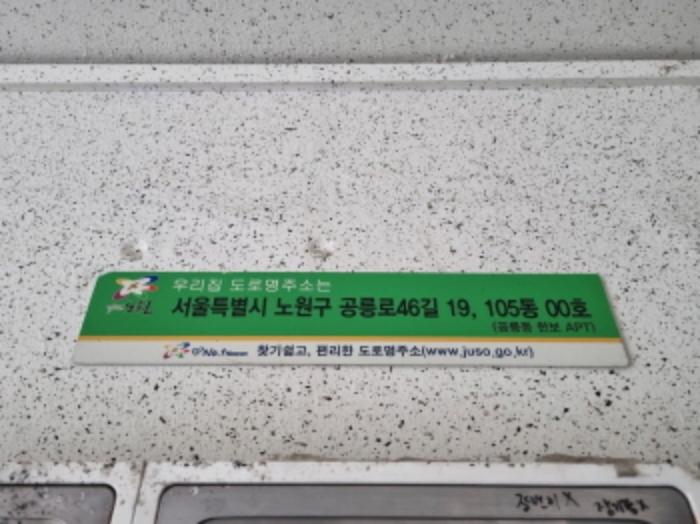 우리집 도로명주소는
서울특별시 노원구 공릉로46길 19, 105동 00호
(공릉동 한보 APT)
찾기쉽고, 편리한 도로명주소(www.juso.go.kr)